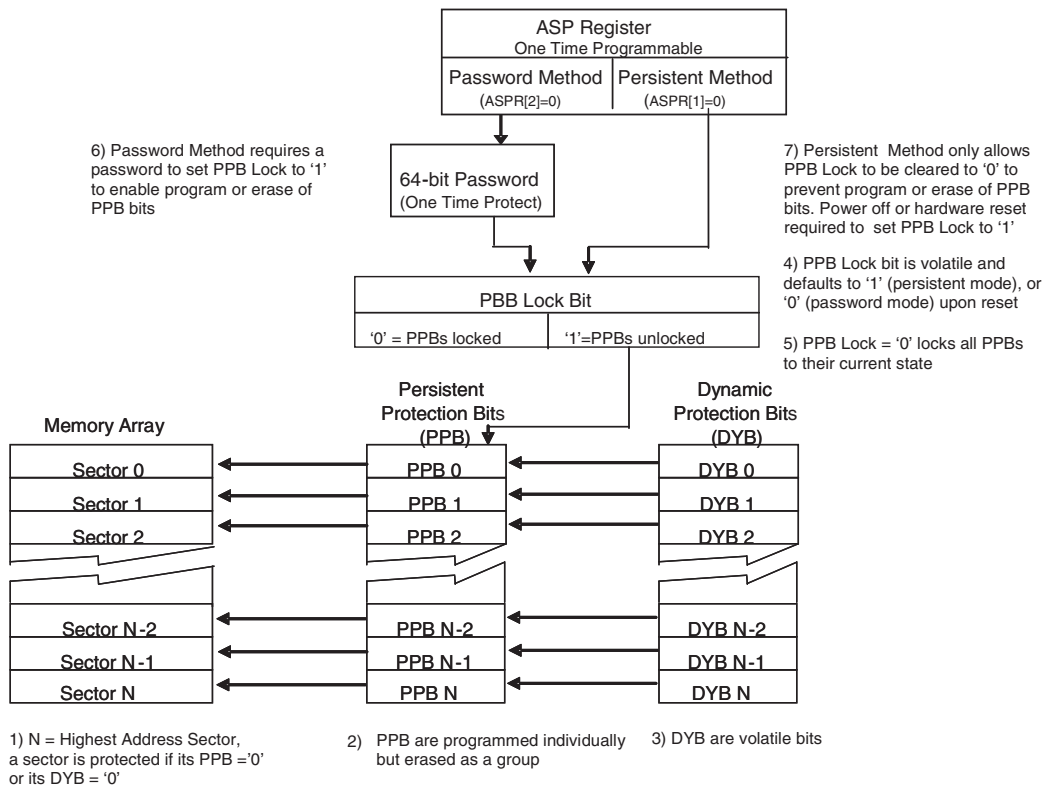 ASP Register
One Time Programmable
Password Method
(ASPR[2]=0)
Persistent Method
(ASPR[1]=0)
6) Password Method requires a
password to set PPB Lock to ‘1’
to enable program or erase of
PPB bits
64-bit Password
(One Time Protect)
7) Persistent Method only allows
PPB Lock to be cleared to ‘0’ to
prevent program or erase of PPB
bits. Power off or hardware reset
required to set PPB Lock to ‘1’
4) PPB Lock bit is volatile and
defaults to ‘1’ (persistent mode), or
‘0’ (password mode) upon reset
5) PPB Lock = ‘0’ locks all PPBs
to their current state
PBB Lock Bit
‘0’ = PPBs locked
‘1’=PPBs unlocked
Memory Array
Persistent
Protection Bits
(PPB)
Dynamic
Protection Bits
(DYB)
Sector 0
PPB 0
DYB 0
Sector 1
PPB 1
DYB 1
Sector 2
PPB 2
DYB 2
Sector N-2
PPB N-2
DYB N-2
Sector N-1
PPB N-1
DYB N-1
Sector N
PPB N
DYB N
1) N = Highest Address Sector,
a sector is protected if its PPB =‘0’
or its DYB = ‘0’
2) PPB are programmed individually
but erased as a group
3) DYB are volatile bits